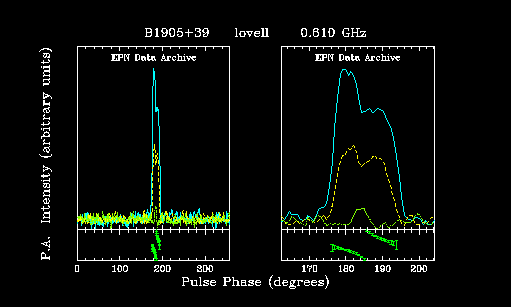 B1905+39 lovell 0.610 GHz
EPN Data Archive EPN Data Archive
P.A. Intensity (arbitrary units)
0 100 200 300 170 180 190 200
Pulse Phase (degrees)